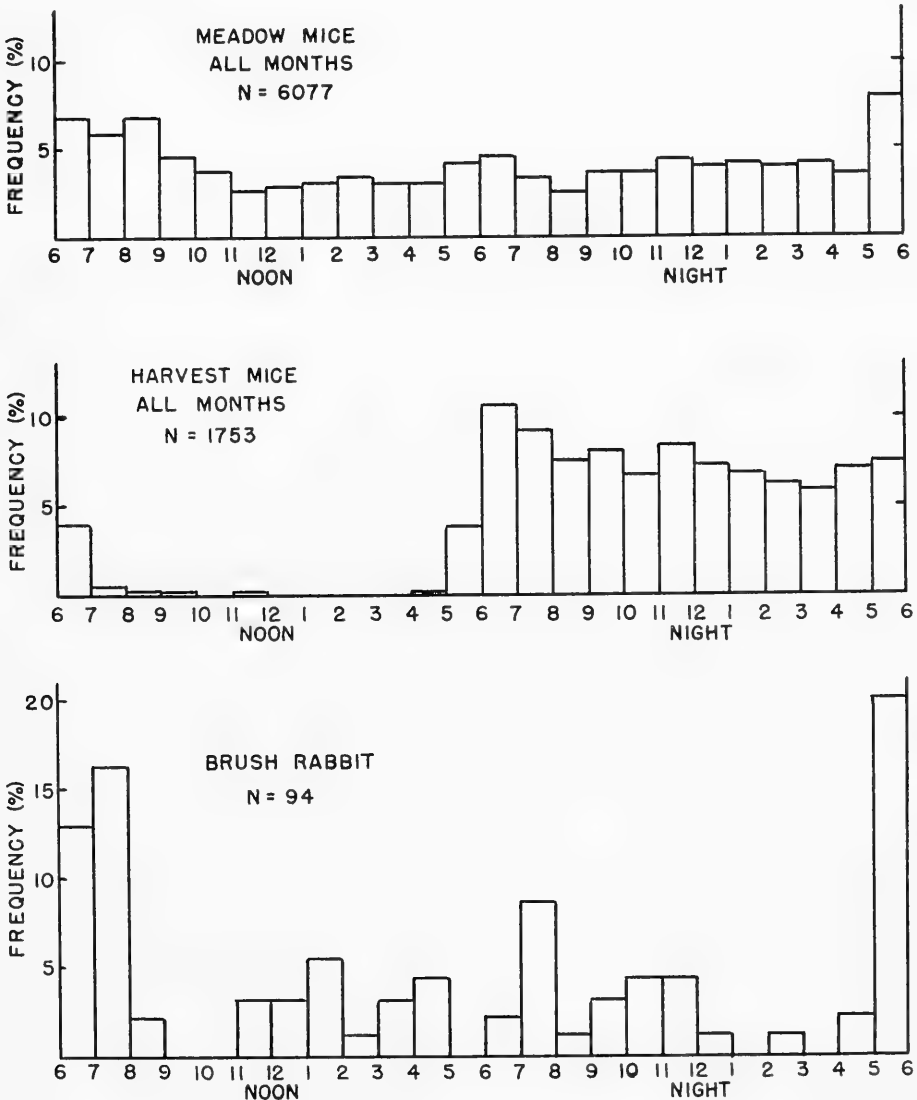 MEADOW MICE
ALL MONTHS
N = 6077
FREQUENCY (%)
10
5
6 7 8 9 10 11 12 1 2 3 4 5 6 7 8 9 10 11 12 1 2 3 4 5 6
NOON NIGHT
HARVEST MICE
ALL MONTHS
N = 1753
FREQUENCY (%)
10
5
6 7 8 9 10 11 12 1 2 3 4 5 6 7 8 9 10 11 12 1 2 3 4 5 6
NOON NIGHT
BRUSH RABBIT
N = 94
FREQUENCY (%)
20
15
10
5
6 7 8 9 10 11 12 1 2 3 4 5 6 7 8 9 10 11 12 1 2 3 4 5 6
NOON NIGHT